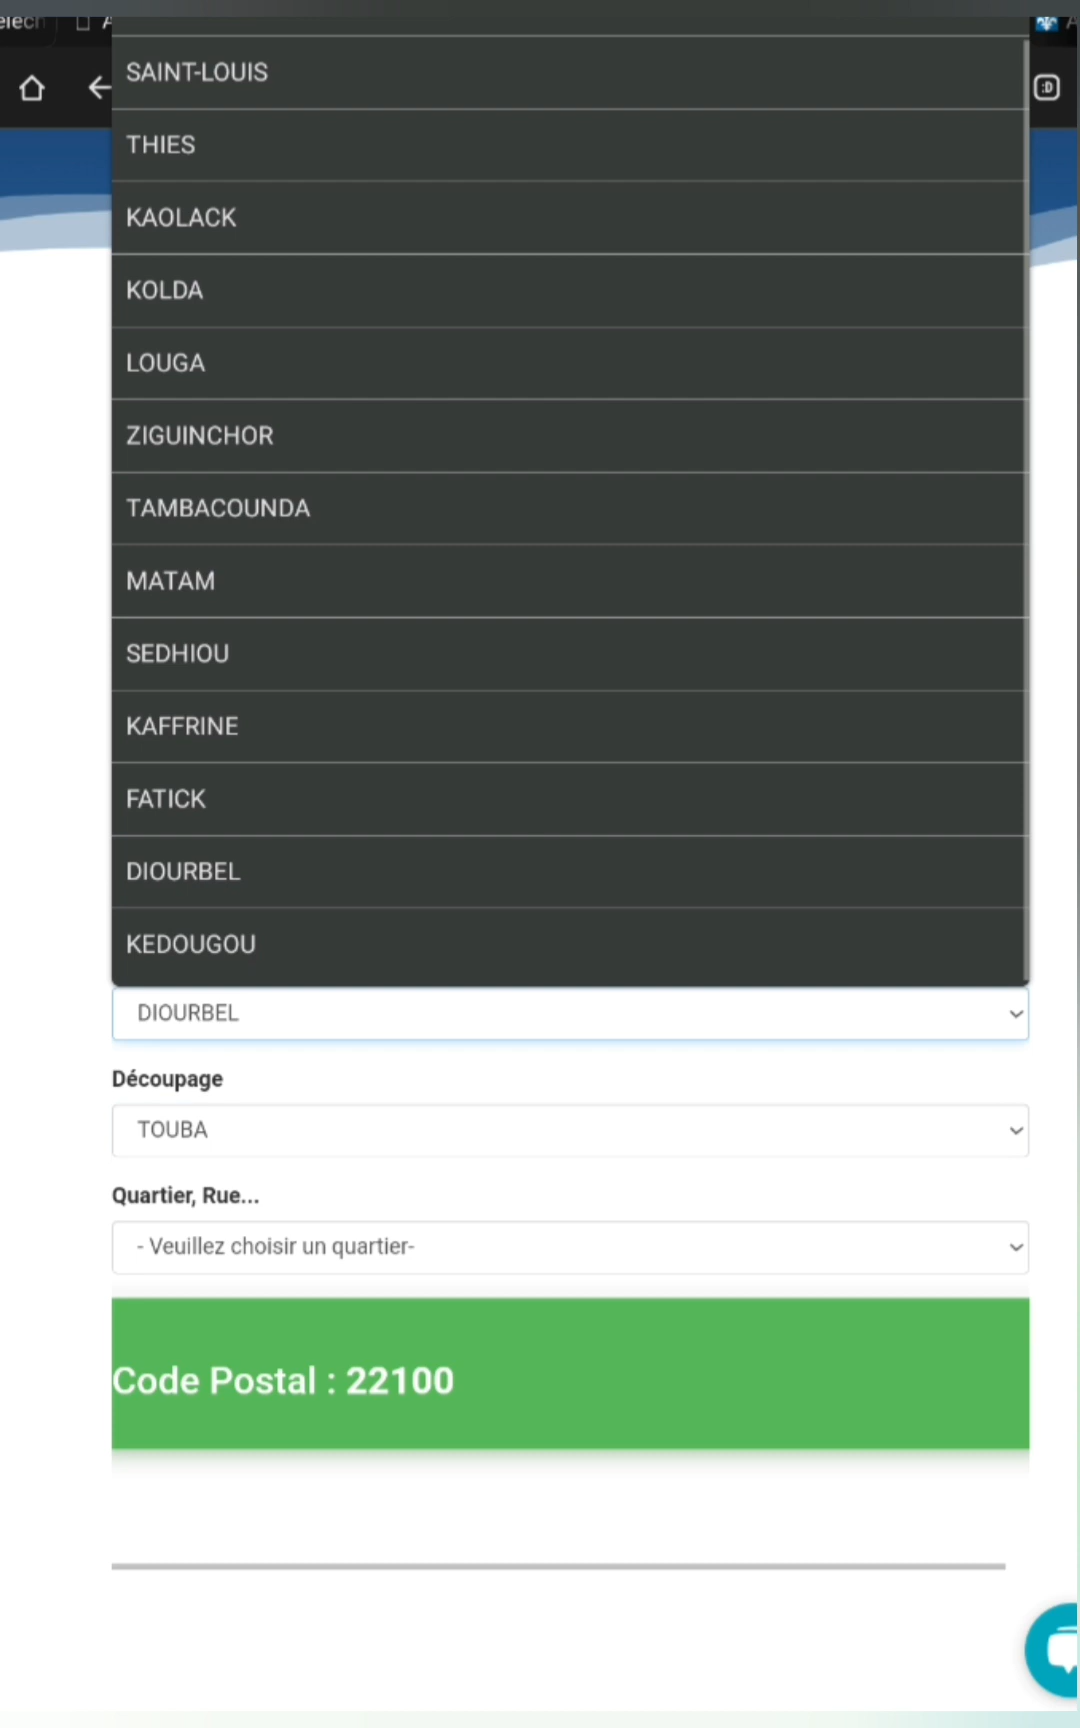 SAINT-LOUIS
THIES
KAOLACK
KOLDA
LOUGA
ZIGUINCHOR
TAMBACOUNDA
MATAM
SEDHIOU
KAFFRINE
FATICK
DIOURBEL
KEDOUGOU
DIOURBEL
Découpage
TOUBA
Quartier, Rue...
- Veuillez choisir un quartier-
Code Postal : 22100